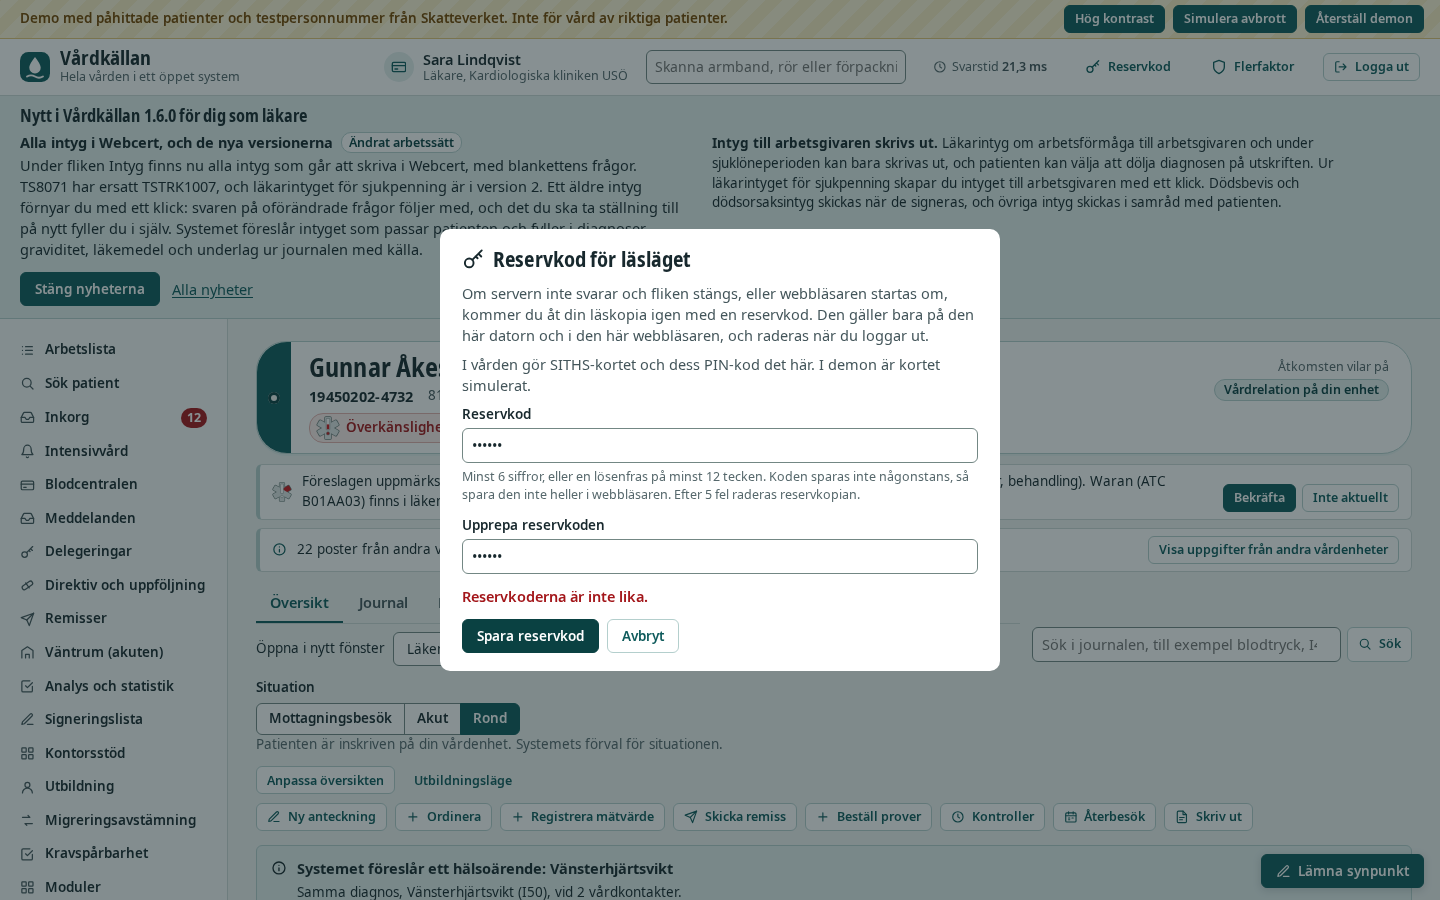 Demo med påhittade patienter och testpersonnummer från Skatteverket. Inte för vård av riktiga patienter.
Hög kontrast
Simulera avbrott
Återställ demon
Vårdkällan
Hela vården i ett öppet system
Sara Lindqvist
Läkare, Kardiologiska kliniken USÖ
Skanna armband, rör eller förpackni
Svarstid 21,3 ms
Reservkod
Flerfaktor
Logga ut
Nytt i Vårdkällan 1.6.0 för dig som läkare
Alla intyg i Webcert, och de nya versionerna
Ändrat arbetssätt
Under fliken Intyg finns nu alla intyg som går att skriva i Webcert, med blankettens frågor.
TS8071 har ersatt TSTRK1007, och läkarintyget för sjukpenning är i version 2. Ett äldre intyg
förnyar du med ett klick: svaren på oförändrade frågor följer med, och det du ska ta ställning till
på nytt fyller du i själv. Systemet föreslår intyget som passar patienten och fyller i diagnoser,
graviditet, läkemedel och underlag ur journalen med källa.
Intyg till arbetsgivaren skrivs ut. Läkarintyg om arbetsförmåga till arbetsgivaren och under
sjuklöneperioden kan bara skrivas ut, och patienten kan välja att dölja diagnosen på utskriften. Ur
läkarintyget för sjukpenning skapar du intyget till arbetsgivaren med ett klick. Dödsbevis och
dödsorsaksintyg skickas när de signeras, och övriga intyg skickas i samråd med patienten.
Stäng nyheterna
Alla nyheter
Reservkod för läsläget
Om servern inte svarar och fliken stängs, eller webbläsaren startas om,
kommer du åt din läskopia igen med en reservkod. Den gäller bara på den
här datorn och i den här webbläsaren, och raderas när du loggar ut.
I vården gör SITHS-kortet och dess PIN-kod det här. I demon är kortet
simulerat.
Reservkod
••••••
Minst 6 siffror, eller en lösenfras på minst 12 tecken. Koden sparas inte någonstans, så
spara den inte heller i webbläsaren. Efter 5 fel raderas reservkopian.
Upprepa reservkoden
••••••
Reservkoderna är inte lika.
Spara reservkod
Avbryt
Arbetslista
Sök patient
Inkorg
12
Intensivvård
Blodcentralen
Meddelanden
Delegeringar
Direktiv och uppföljning
Remisser
Väntrum (akuten)
Analys och statistik
Signeringslista
Kontorsstöd
Utbildning
Migreringsavstämning
Kravspårbarhet
Moduler
Gunnar Åkes
19450202-4732
81
Överkänslighe
Åtkomsten vilar på
Vårdrelation på din enhet
Föreslagen uppmärks
, behandling). Waran (ATC
B01AA03) finns i läker
Bekräfta
Inte aktuellt
22 poster från andra v
Visa uppgifter från andra vårdenheter
Översikt
Journal
Öppna i nytt fönster
Läker
Sök i journalen, till exempel blodtryck, I4
Sök
Situation
Mottagningsbesök
Akut
Rond
Patienten är inskriven på din vårdenhet. Systemets förval för situationen.
Anpassa översikten
Utbildningsläge
Ny anteckning
Ordinera
Registrera mätvärde
Skicka remiss
Beställ prover
Kontroller
Återbesök
Skriv ut
Systemet föreslår ett hälsoärende: Vänsterhjärtsvikt
Samma diagnos, Vänsterhjärtsvikt (I50), vid 2 vårdkontakter.
Lämna synpunkt